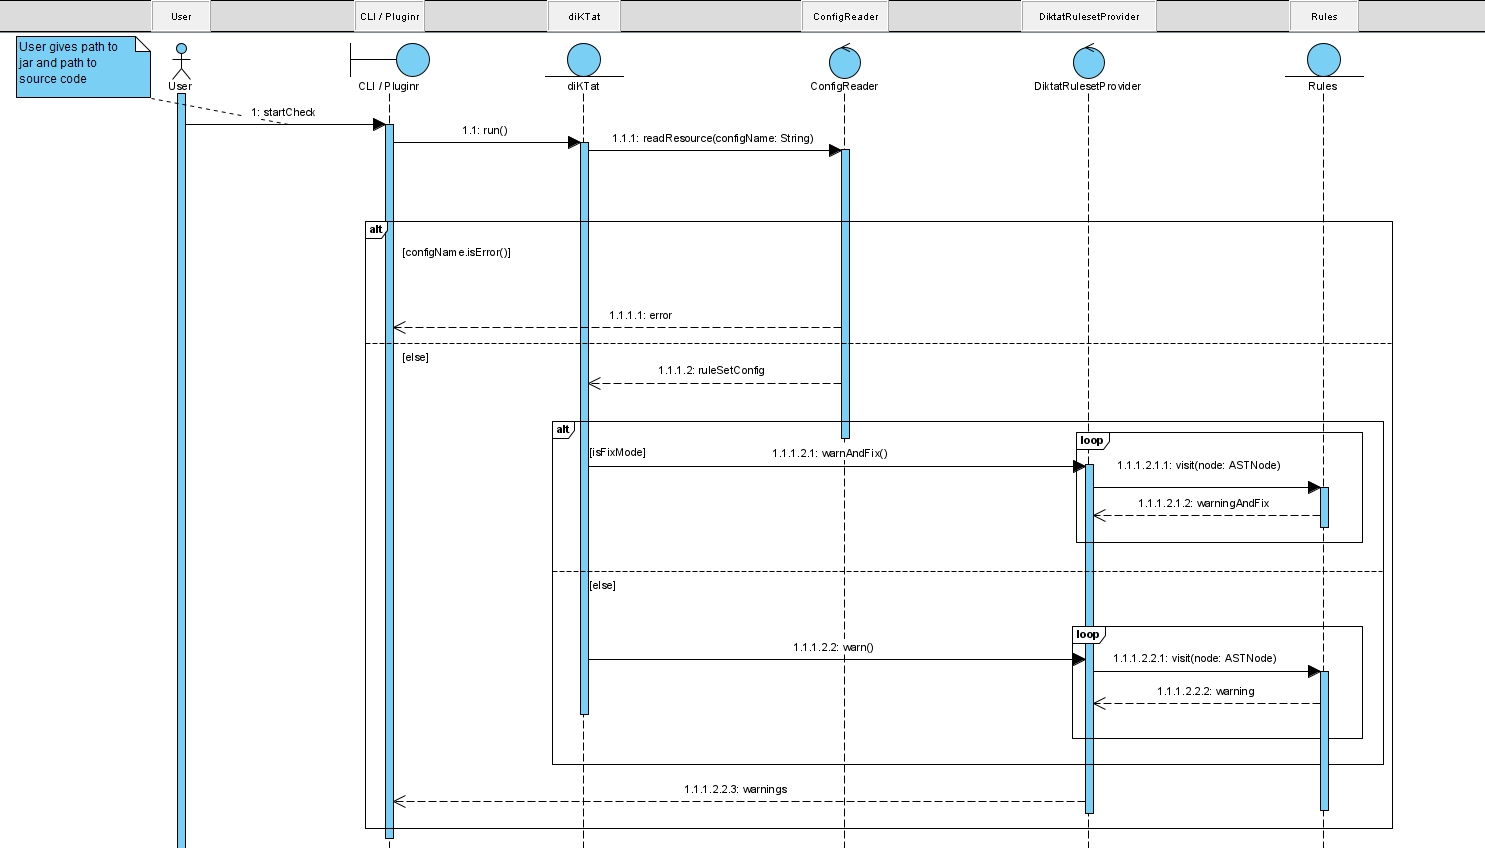 User
CLI / Pluginr
diKTat
ConfigReader
DiktatRulesetProvider
Rules
User gives path to
jar and path to
source code
User
CLI / Pluginr
diKTat
ConfigReader
DiktatRulesetProvider
Rules
1: startCheck
1.1: run()
1.1.1: readResource(configName: String)
alt
[configName.isError()]
1.1.1.1: error
[else]
1.1.1.2: ruleSetConfig
alt
loop
[isFixMode]
1.1.1.2.1: warnAndFix()
1.1.1.2.1.1: visit(node: ASTNode)
1.1.1.2.1.2: warningAndFix
[else]
loop
1.1.1.2.2: warn()
1.1.1.2.2.1: visit(node: ASTNode)
1.1.1.2.2.2: warning
1.1.1.2.2.3: warnings